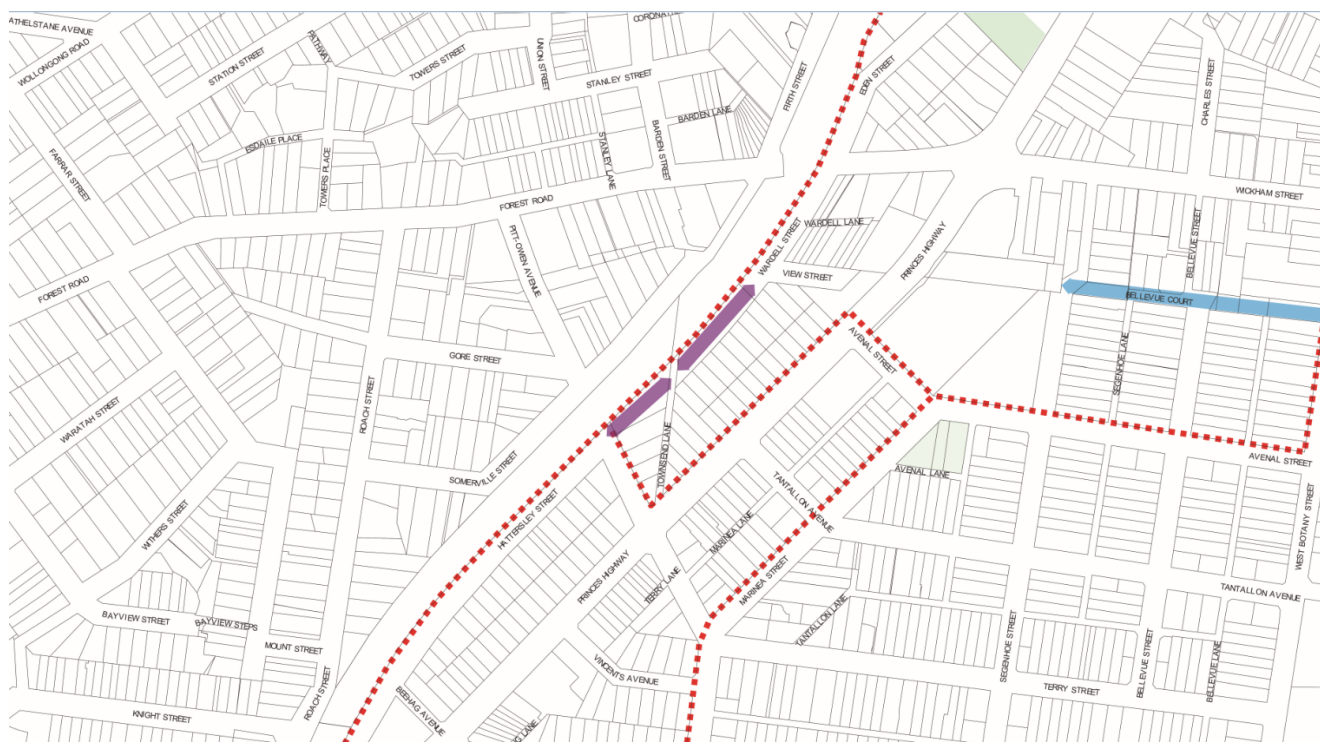 ATHELSTANE AVENUE
WOLLONGONG ROAD
STATION STREET
PATHWAY
TOWERS STREET
UNION STREET
STANLEY STREET
FIRTH STREET
EDEN STREET
CHARLES STREET
BARDEN LANE
BARDEN STREET
STANLEY LANE
ESDAILE PLACE
FARRAR STREET
TOWERS PLACE
FOREST ROAD
WICKHAM STREET
WARDELL LANE
WARDELL STREET
PITT-OWEN AVENUE
BELLEVUE STREET
PRINCES HIGHWAY
VIEW STREET
FOREST ROAD
BELLEVUE COURT
AVENAL STREET
GORE STREET
SEGENHOE LANE
ROACH STREET
WARATAH STREET
TOWNSEND LANE
AVENAL STREET
SOMERVILLE STREET
AVENAL LANE
TANTALLON AVENUE
HATTERSLEY STREET
WEST BOTANY STREET
WITHERS STREET
MARINEA LANE
PRINCES HIGHWAY
TERRY LANE
MARINEA STREET
TANTALLON AVENUE
TANTALLON LANE
BAYVIEW STREET
BAYVIEW STEPS
MOUNT STREET
SEGENHOE STREET
BELLEVUE STREET
BELLEVUE LANE
VINCENTS AVENUE
TERRY STREET
ROACH STREET
BEEHAG AVENUE
KNIGHT STREET